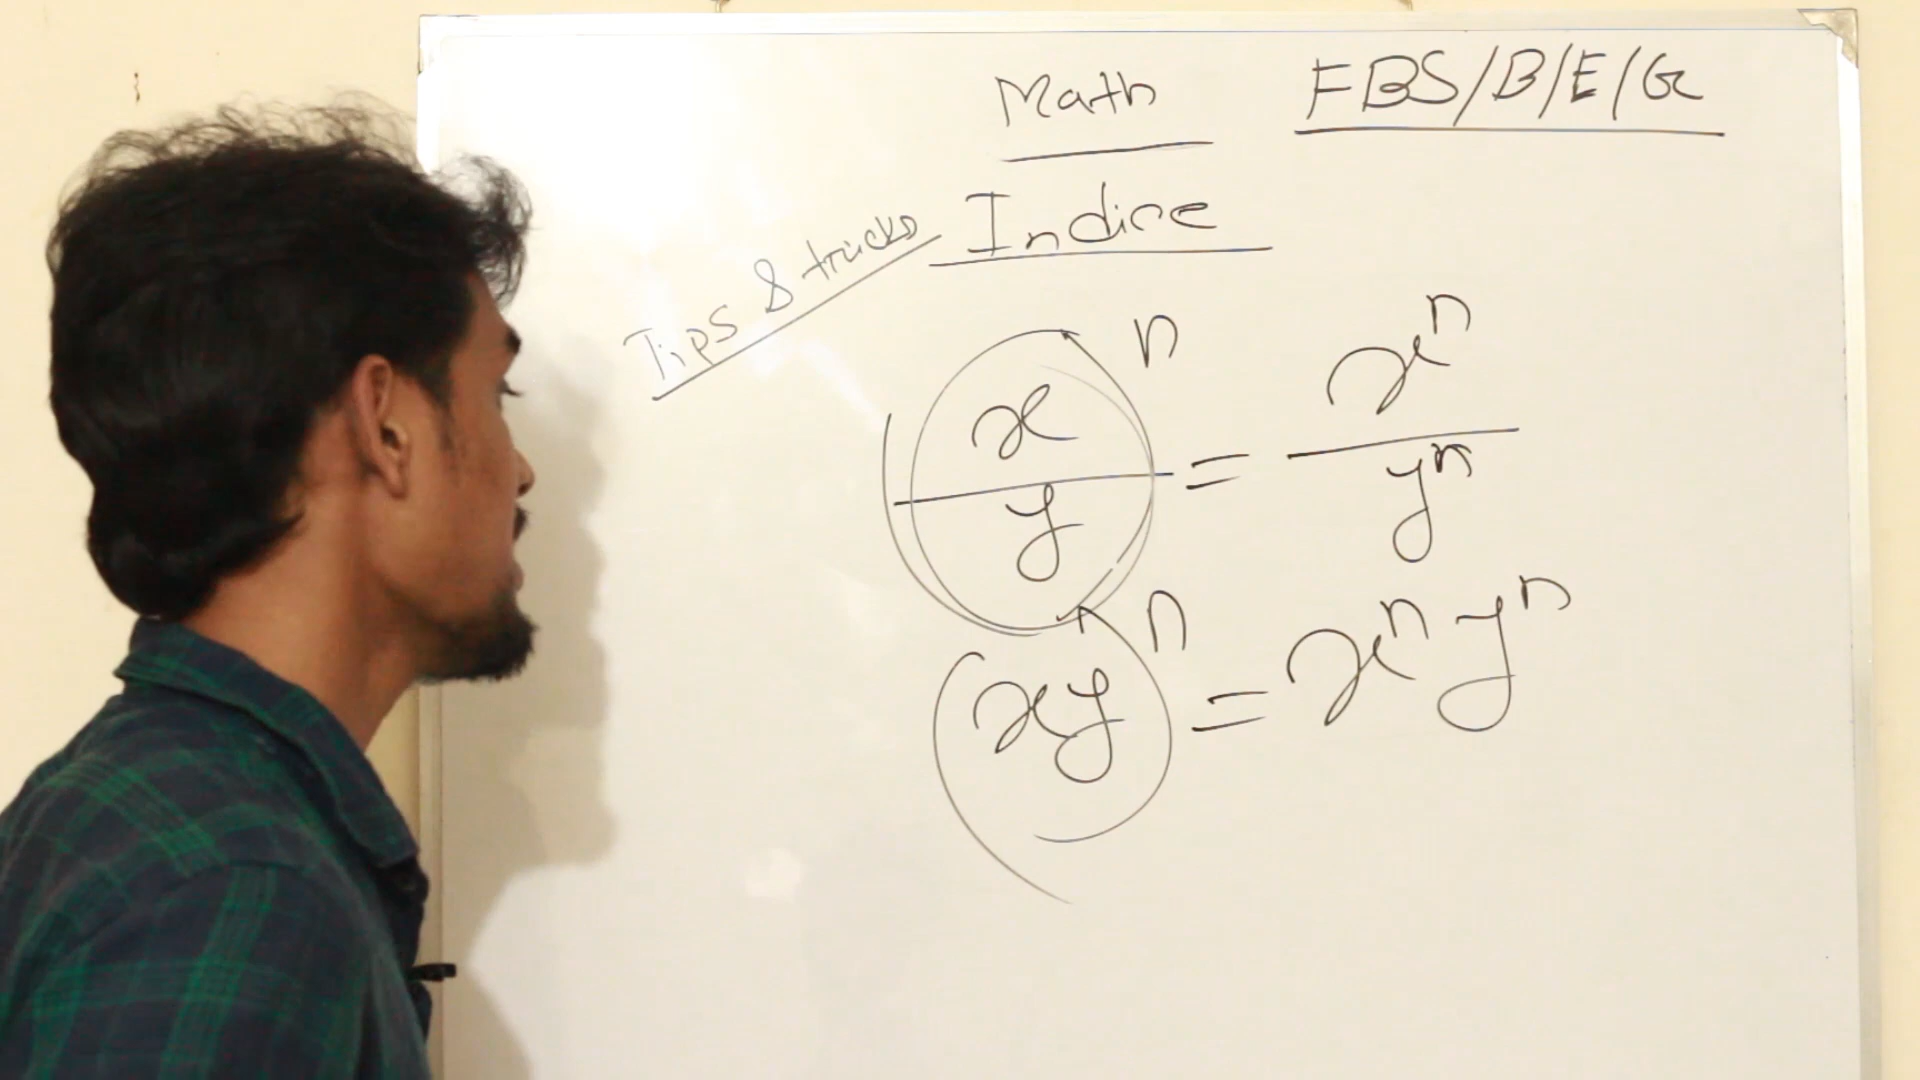 Math FBS/B/E/G
Tips & tricks Indice
(x/y)^n = x^n/y^n
(xy)^n = x^n y^n